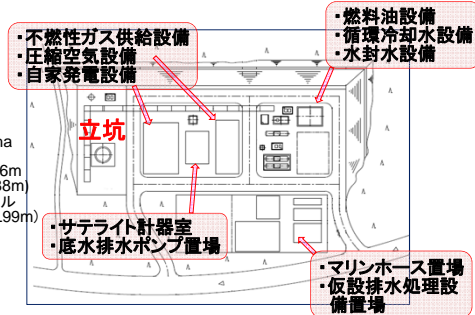 ・不燃性ガス供給設備
・圧縮空気設備
・自家発電設備
・燃料油設備
・循環冷却水設備
・水封水設備
立坑
・サテライト計器室
・底水排水ポンプ置場
・マリンホース置場
・仮設排水処理設
備置場